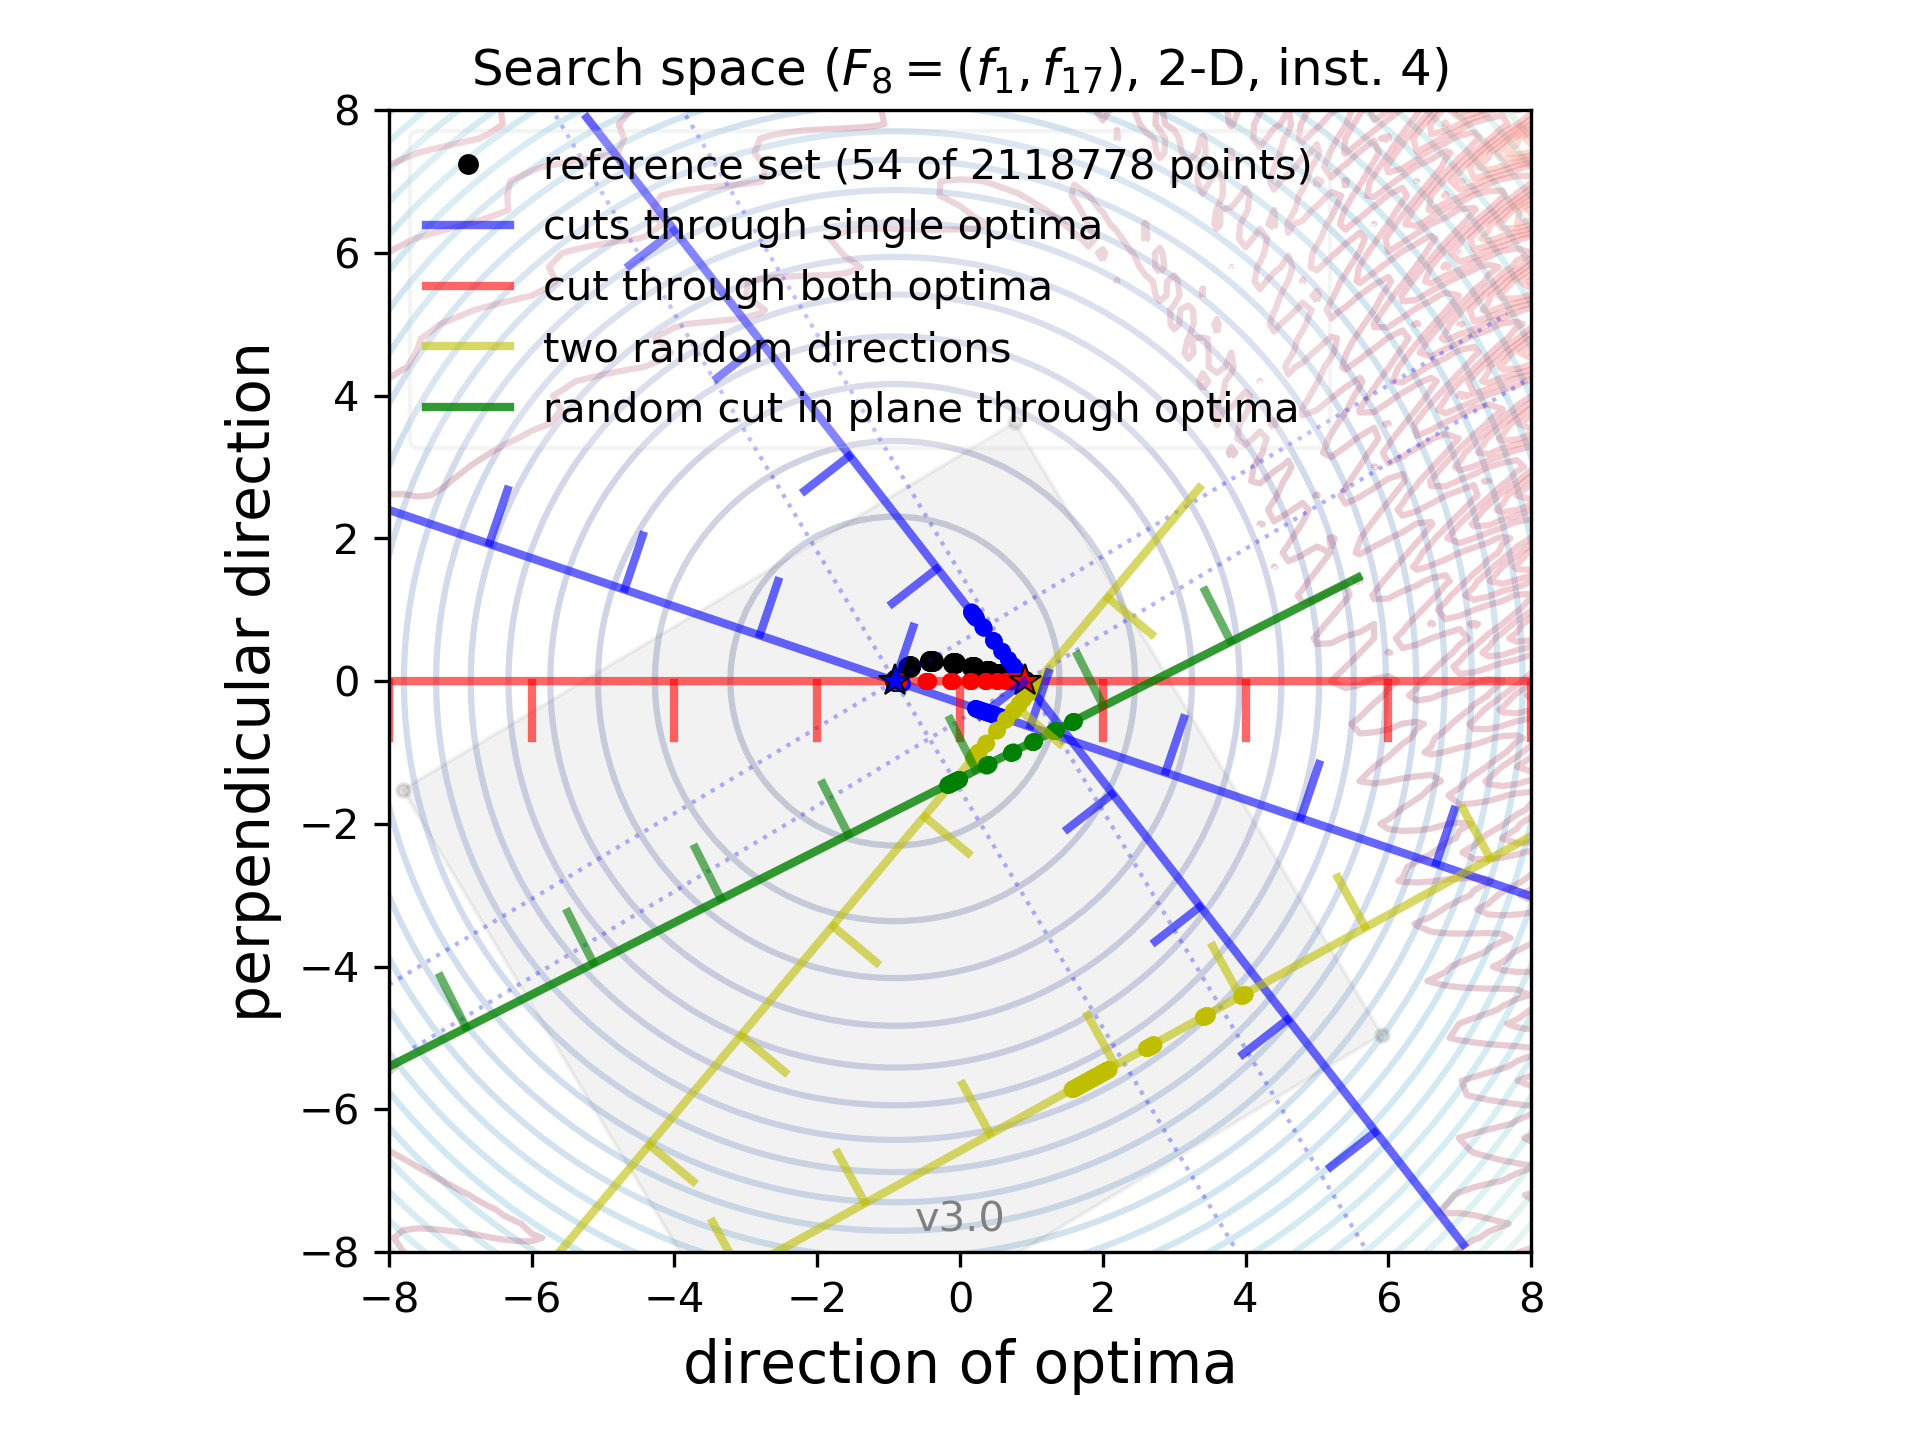 Search space (F₈ = (f₁, f₁₇), 2-D, inst. 4)
reference set (54 of 2118778 points)
cuts through single optima
cut through both optima
two random directions
random cut in plane through optima
perpendicular direction
8
6
4
2
0
−2
−4
−6
−8
v3.0
−8 −6 −4 −2 0 2 4 6 8
direction of optima